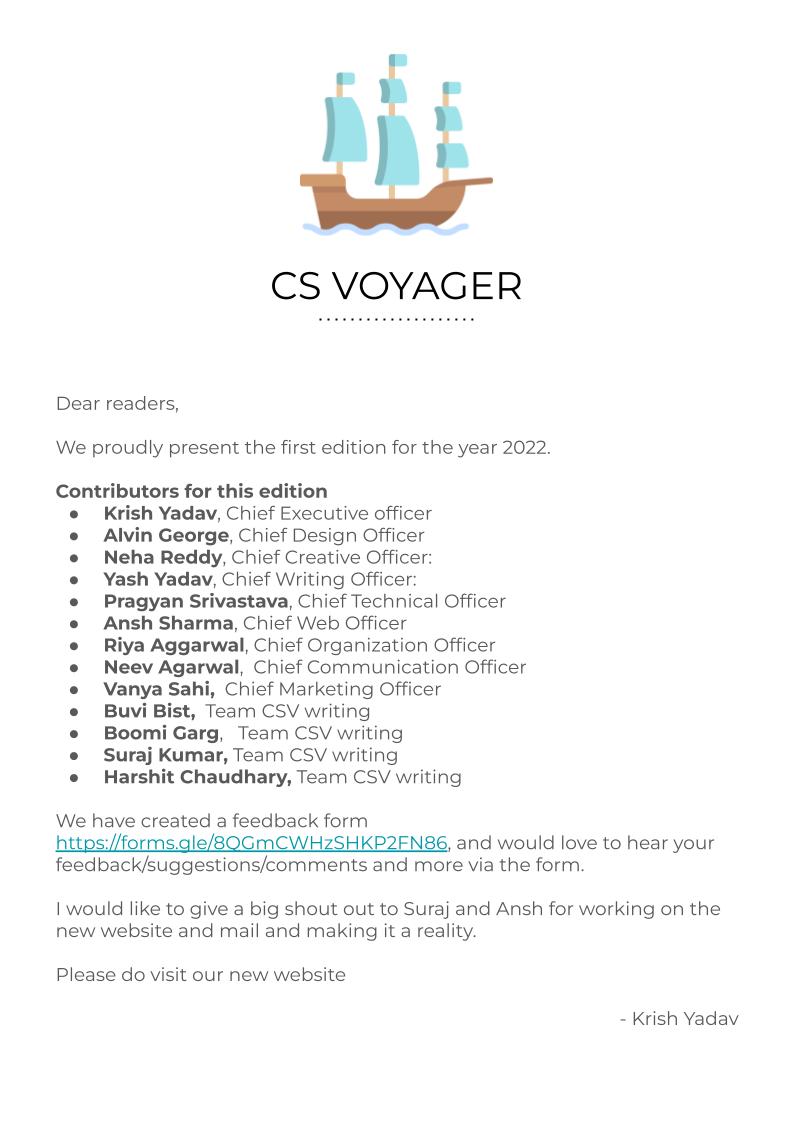 CS VOYAGER
Dear readers,
We proudly present the first edition for the year 2022.
Contributors for this edition
● Krish Yadav, Chief Executive officer
● Alvin George, Chief Design Officer
● Neha Reddy, Chief Creative Officer:
● Yash Yadav, Chief Writing Officer:
● Pragyan Srivastava, Chief Technical Officer
● Ansh Sharma, Chief Web Officer
● Riya Aggarwal, Chief Organization Officer
● Neev Agarwal, Chief Communication Officer
● Vanya Sahi, Chief Marketing Officer
● Buvi Bist, Team CSV writing
● Boomi Garg, Team CSV writing
● Suraj Kumar, Team CSV writing
● Harshit Chaudhary, Team CSV writing
We have created a feedback form
https://forms.gle/8QGmCWHzSHKP2FN86, and would love to hear your
feedback/suggestions/comments and more via the form.
I would like to give a big shout out to Suraj and Ansh for working on the
new website and mail and making it a reality.
Please do visit our new website
- Krish Yadav